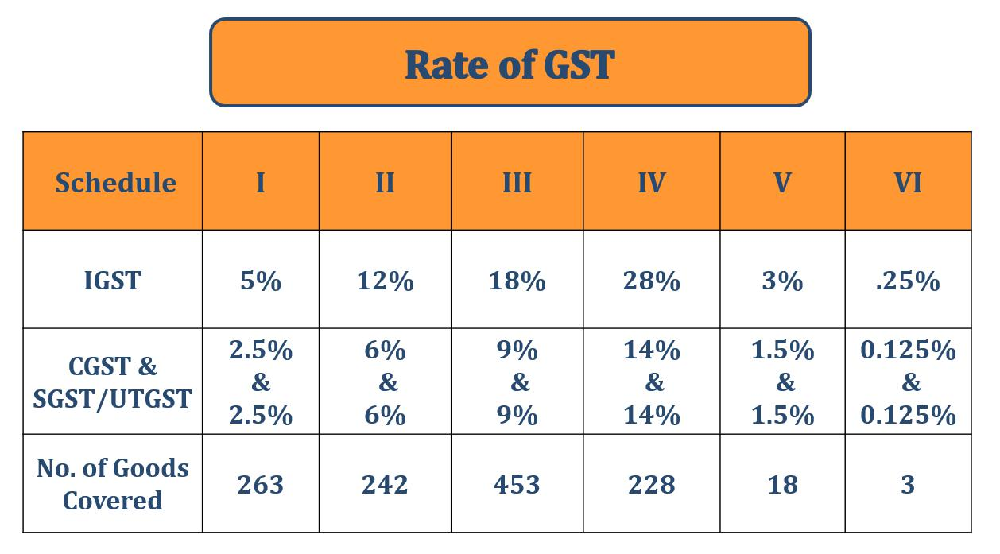 Rate of GST
Schedule I II III IV V VI
IGST 5% 12% 18% 28% 3% .25%
CGST &
SGST/UTGST
2.5%
&
2.5%
6%
&
6%
9%
&
9%
14%
&
14%
1.5%
&
1.5%
0.125%
&
0.125%
No. of Goods
Covered
263 242 453 228 18 3